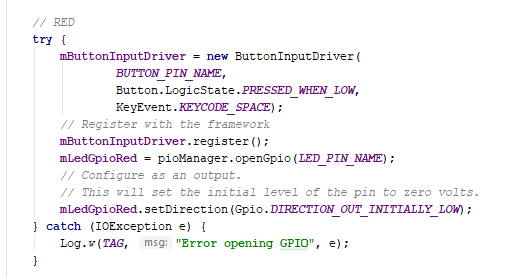 // RED
try {
mButtonInputDriver = new ButtonInputDriver(
BUTTON_PIN_NAME,
Button.LogicState.PRESSED_WHEN_LOW,
KeyEvent.KEYCODE_SPACE);
// Register with the framework
mButtonInputDriver.register();
mLedGpioRed = pioManager.openGpio(LED_PIN_NAME);
// Configure as an output.
// This will set the initial level of the pin to zero volts.
mLedGpioRed.setDirection(Gpio.DIRECTION_OUT_INITIALLY_LOW);
} catch (IOException e) {
Log.w(TAG, msg: "Error opening GPIO", e);
}